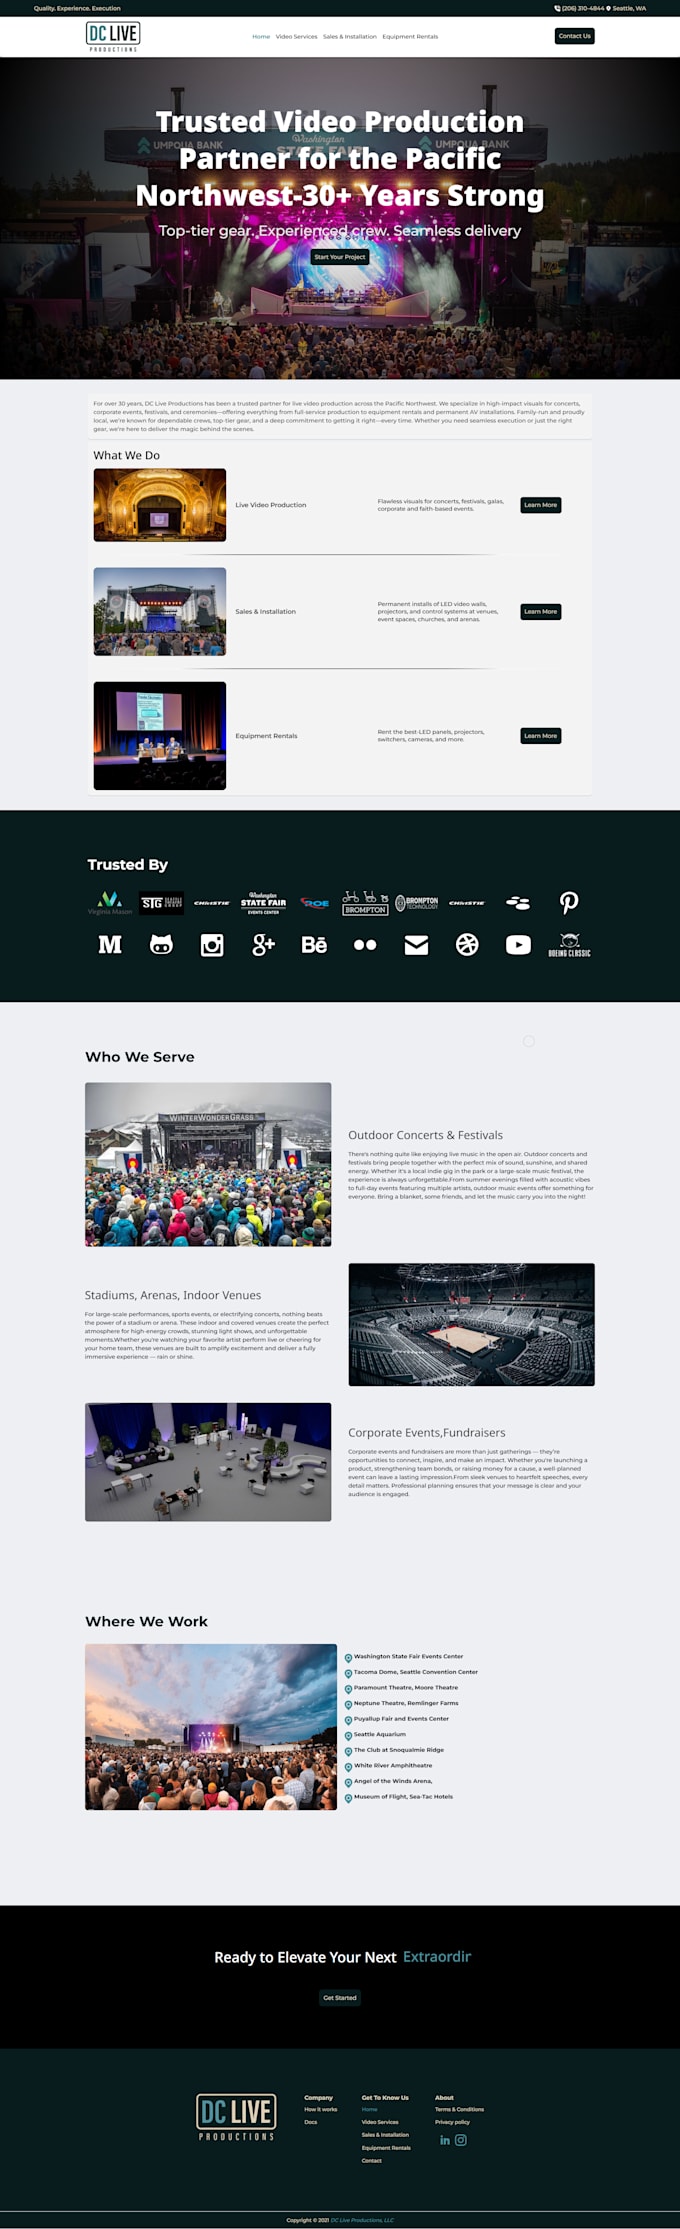 Quality. Experience. Execution
(206) 310-4844 Seattle, WA
DC LIVE
PRODUCTIONS
Home Video Services Sales & Installation Equipment Rentals
Contact Us
UMPQUA BANK
Washington
STATE FAIR
UMPQUA BANK
Trusted Video Production
Partner for the Pacific
Northwest-30+ Years Strong
Top-tier gear. Experienced crew. Seamless delivery
Start Your Project
For over 30 years, DC Live Productions has been a trusted partner for live video production across the Pacific Northwest. We specialize in high-impact visuals for concerts,
corporate events, festivals, and ceremonies—offering everything from full-service production to equipment rentals and permanent AV installations. Family-run and proudly
local, we're known for dependable crews, top-tier gear, and a deep commitment to getting it right—every time. Whether you need seamless execution or just the right
gear, we're here to deliver the magic behind the scenes.
What We Do
Live Video Production
Flawless visuals for concerts, festivals, galas,
corporate and faith-based events.
Learn More
Sales & Installation
Permanent installs of LED video walls,
projectors, and control systems at venues,
event spaces, churches, and arenas.
Learn More
Equipment Rentals
Rent the best-LED panels, projectors,
switchers, cameras, and more.
Learn More
Trusted By
Virginia Mason
STG SEATTLE THEATRE GROUP
CHRISTIE
Washington
STATE FAIR
EVENTS CENTER
ROE
BROMPTON
BROMPTON
TECHNOLOGY
CHRISTIE
M
g+
Bē
BOEING CLASSIC
Who We Serve
WINTERWONDERGRASS
Outdoor Concerts & Festivals
There's nothing quite like enjoying live music in the open air. Outdoor concerts and
festivals bring people together with the perfect mix of sound, sunshine, and shared
energy. Whether it's a local indie gig in the park or a large-scale music festival, the
experience is always unforgettable.From summer evenings filled with acoustic vibes
to full-day events featuring multiple artists, outdoor music events offer something for
everyone. Bring a blanket, some friends, and let the music carry you into the night!
Stadiums, Arenas, Indoor Venues
For large-scale performances, sports events, or electrifying concerts, nothing beats
the power of a stadium or arena. These indoor and covered venues create the perfect
atmosphere for high-energy crowds, stunning light shows, and unforgettable
moments.Whether you're watching your favorite artist perform live or cheering for
your home team, these venues are built to amplify excitement and deliver a fully
immersive experience — rain or shine.
Corporate Events,Fundraisers
Corporate events and fundraisers are more than just gatherings — they're
opportunities to connect, inspire, and make an impact. Whether you're launching a
product, strengthening team bonds, or raising money for a cause, a well-planned
event can leave a lasting impression.From sleek venues to heartfelt speeches, every
detail matters. Professional planning ensures that your message is clear and your
audience is engaged.
Where We Work
Washington State Fair Events Center
Tacoma Dome, Seattle Convention Center
Paramount Theatre, Moore Theatre
Neptune Theatre, Remlinger Farms
Puyallup Fair and Events Center
Seattle Aquarium
The Club at Snoqualmie Ridge
White River Amphitheatre
Angel of the Winds Arena,
Museum of Flight, Sea-Tac Hotels
Ready to Elevate Your Next Extraordir
Get Started
DC LIVE
PRODUCTIONS
Company
How it works
Docs
Get To Know Us
Home
Video Services
Sales & Installation
Equipment Rentals
Contact
About
Terms & Conditions
Privacy policy
in
Copyright © 2021 DC Live Productions, LLC